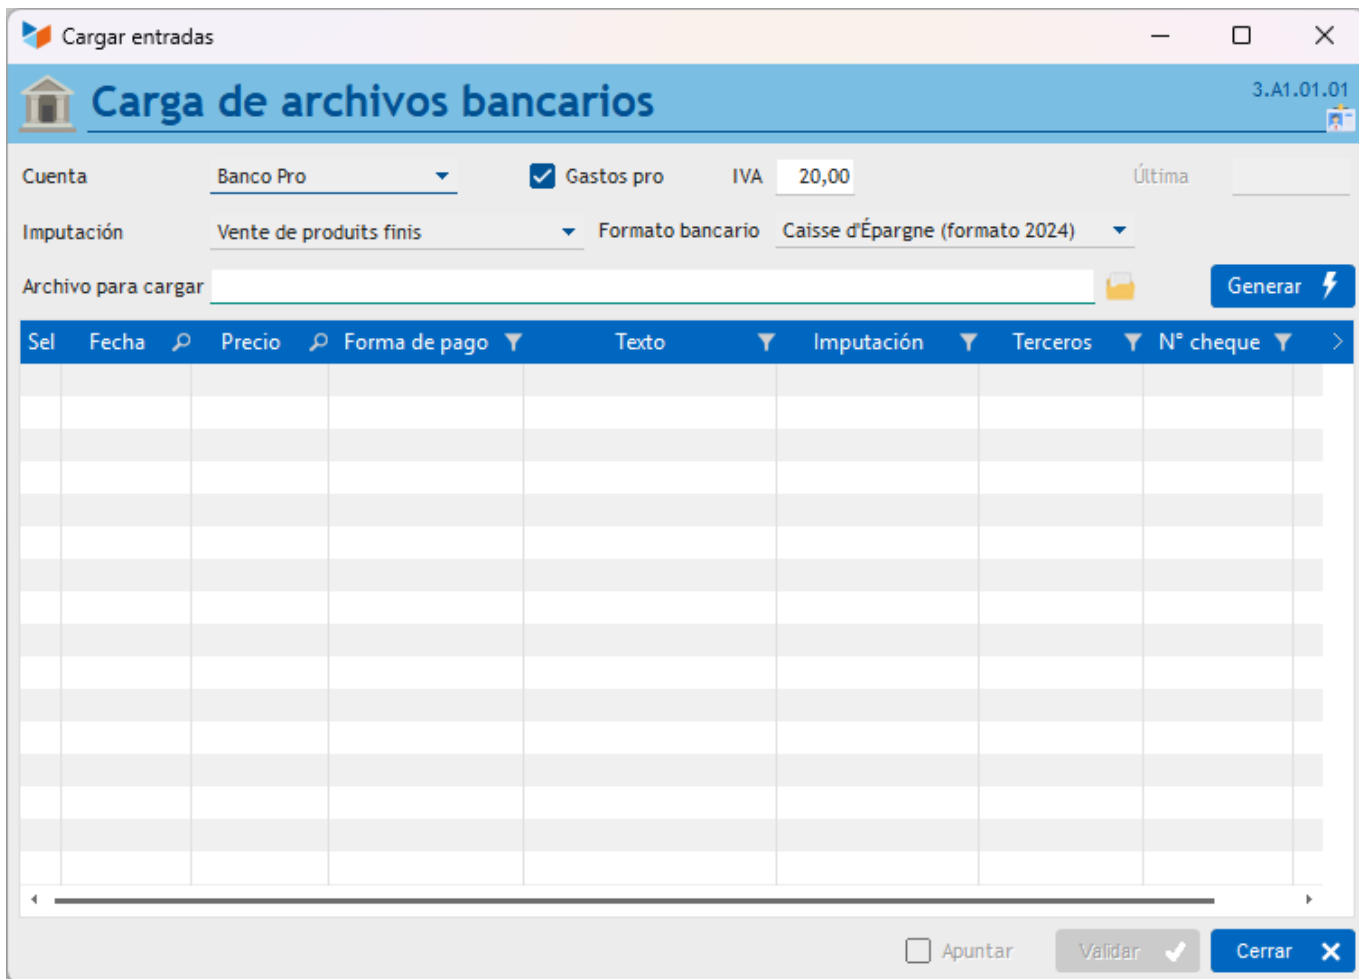 Cargar entradas
Carga de archivos bancarios
3.A1.01.01
Cuenta Banco Pro Gastos pro IVA 20,00 Última
Imputación Vente de produits finis Formato bancario Caisse d'Épargne (formato 2024)
Archivo para cargar Generar
Sel Fecha Precio Forma de pago Texto Imputación Terceros N° cheque
Apuntar Validar Cerrar